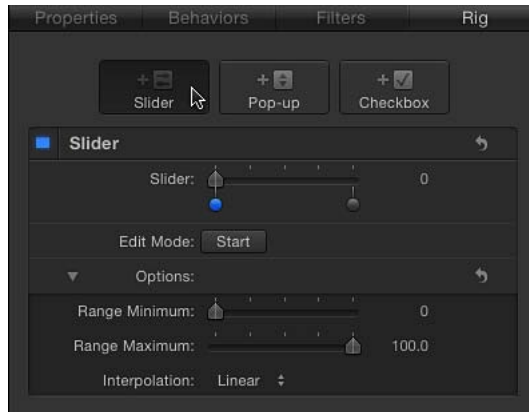 Properties Behaviors Filters Rig
Slider Pop-up Checkbox
Slider
Slider: 0
Edit Mode: Start
Options:
Range Minimum: 0
Range Maximum: 100.0
Interpolation: Linear